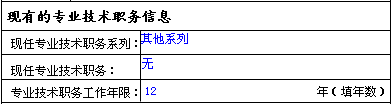 现有的专业技术职务信息
现任专业技术职务系列：其他系列
现任专业技术职务：无
专业技术职务工作年限：12 年（填年数）